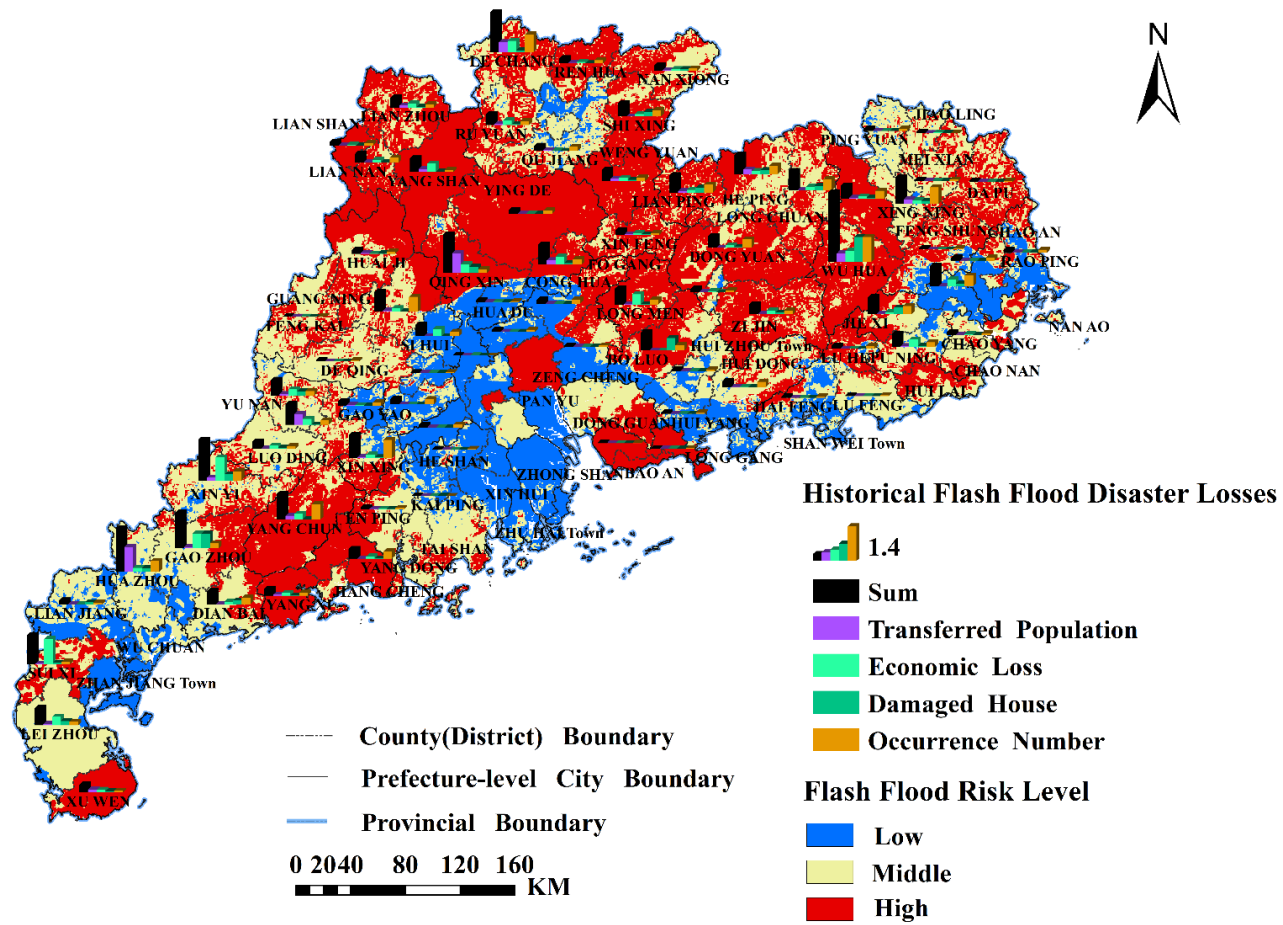 N
LE CHANG
REN HUA
NAN XIONG
LIAN ZHOU
SHI XING
JIAO LING
LIAN SHAN
RU YUAN
PING YUAN
QU JIANG
WENG YUAN
MEI XIAN
LIAN NAN
YANG SHAN
YING DE
LIAN PING
HE PING
DA PU
LONG CHUAN
XING XING
FENG SHUN
CHAO AN
XIN FENG
DONG YUAN
RAO PING
HUAI JI
QING XIN
FO GANG
CONG HUA
WU HUA
GUANG NING
HUA DU
LONG MEN
ZI JIN
JIE XI
FENG KAI
NAN AO
SI HUI
HUI ZHOU Town
CHAO YANG
BO LUO
HUI DONG
LU HE
PU NING
CHAO NAN
DE QING
ZENG CHENG
HUI LAI
YU NAN
GAO YAO
PAN YU
HAI FENG
LU FENG
DONG GUAN
HUI YANG
SHAN WEI Town
LUO DING
XIN XING
HE SHAN
LONG GANG
XIN YI
ZHONG SHAN
BAO AN
XIN HUI
KAI PING
YANG CHUN
EN PING
ZHU HAI Town
GAO ZHOU
TAI SHAN
YANG DONG
HUA ZHOU
JIANG CHENG
LIAN JIANG
DIAN BAI
YANG XI
WU CHUAN
SUI XI
ZHAN JIANG Town
LEI ZHOU
XU WEN
Historical Flash Flood Disaster Losses
1.4
Sum
Transferred Population
Economic Loss
Damaged House
Occurrence Number
Flash Flood Risk Level
Low
Middle
High
County(District) Boundary
Prefecture-level City Boundary
Provincial Boundary
0 20 40 80 120 160
KM